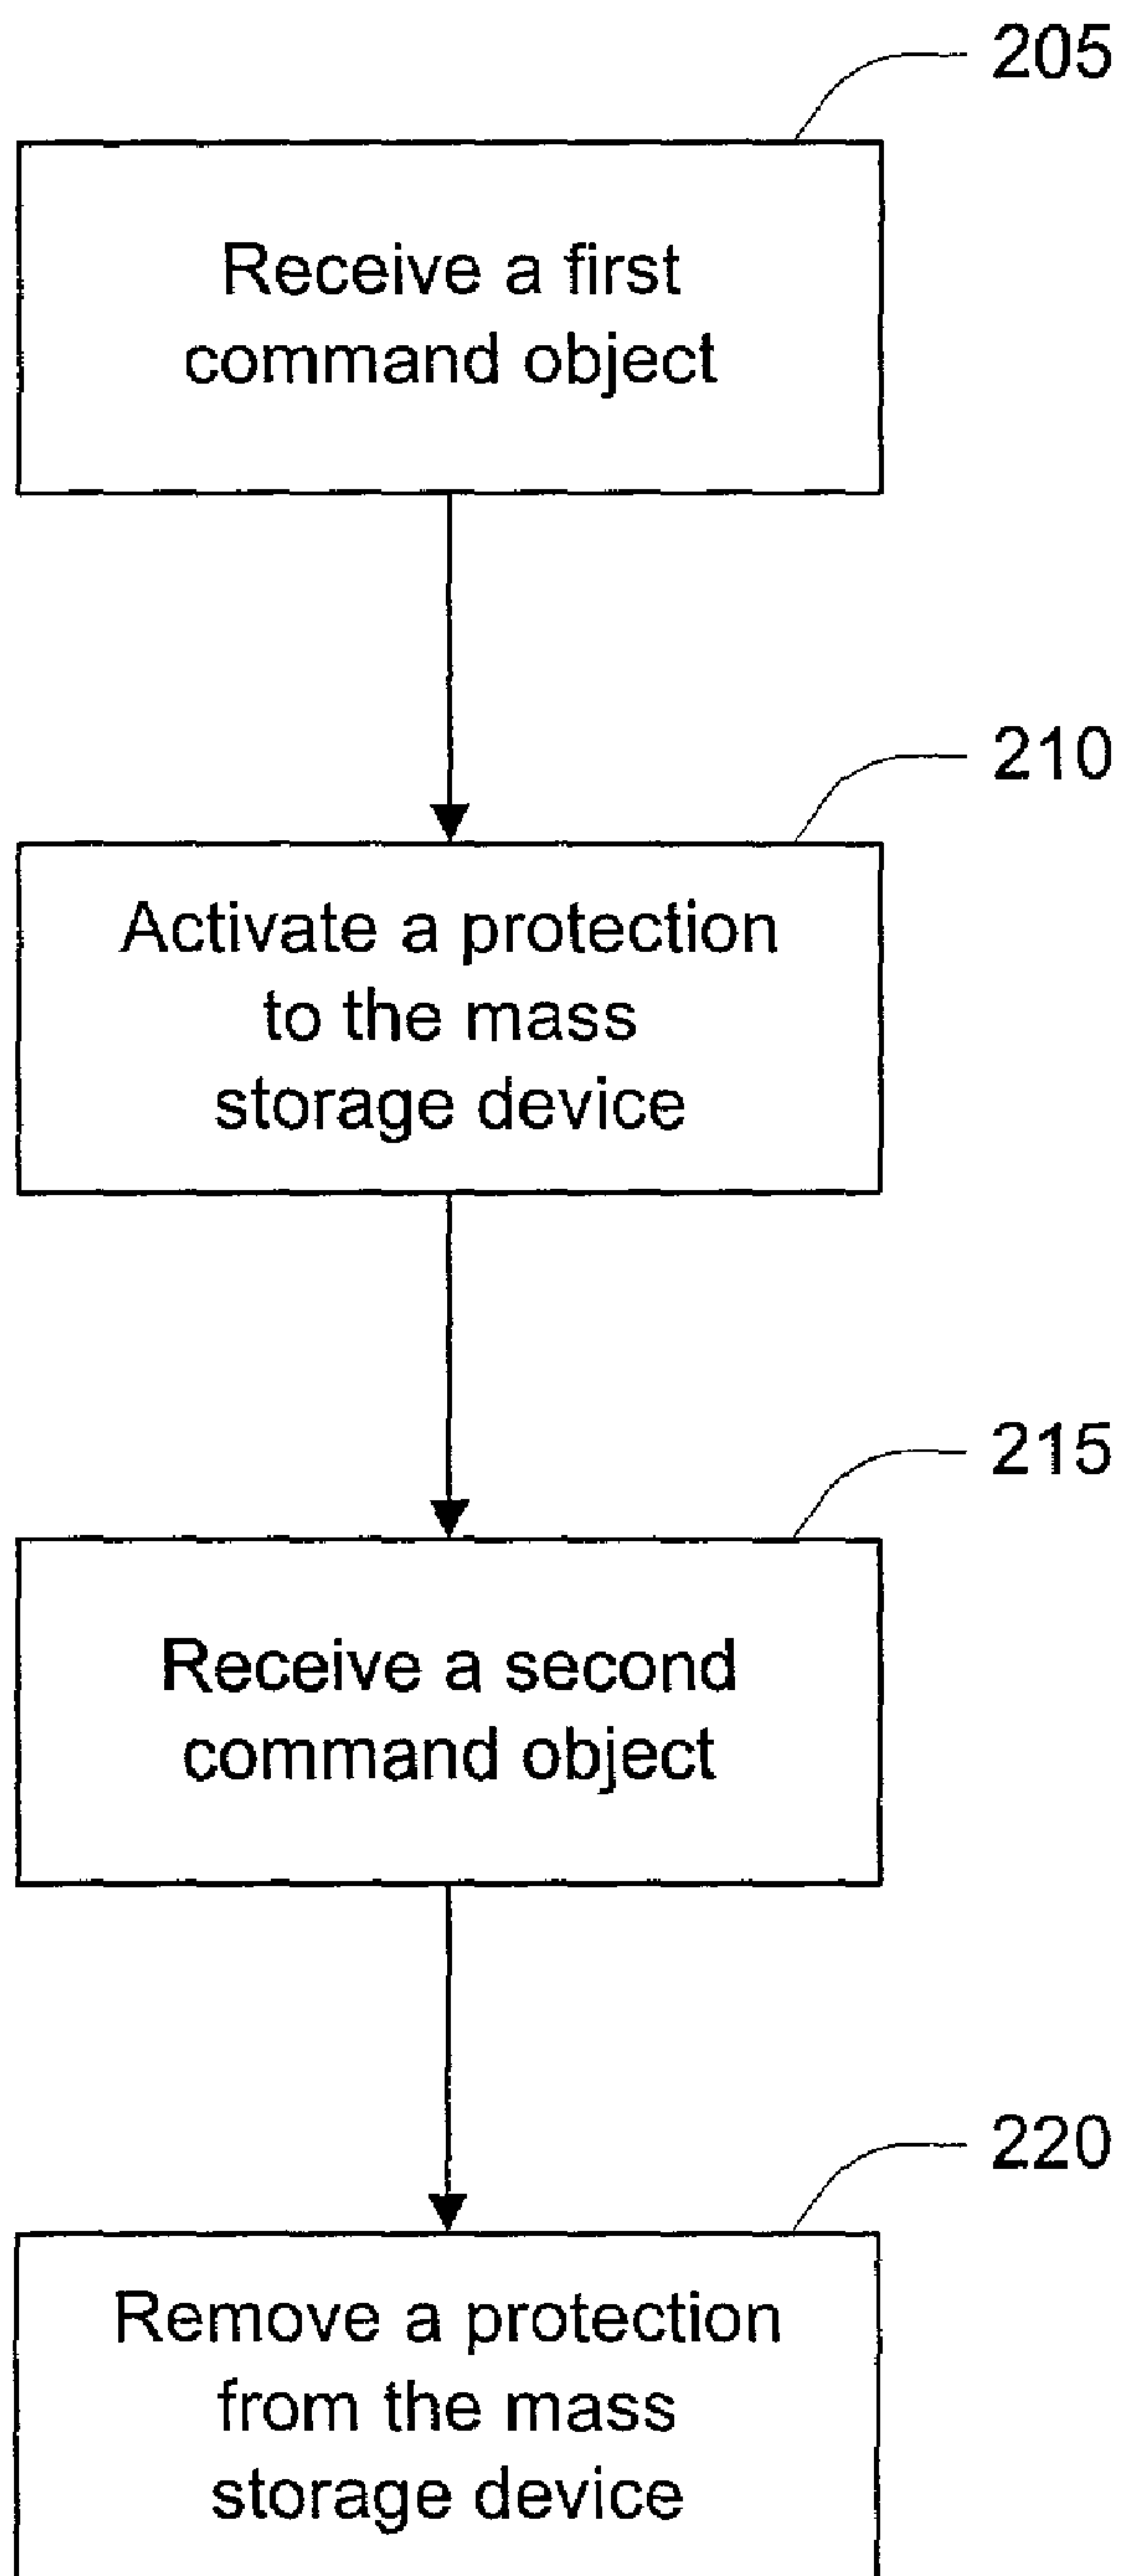 205
Receive a first
command object
210
Activate a protection
to the mass
storage device
215
Receive a second
command object
220
Remove a protection
from the mass
storage device